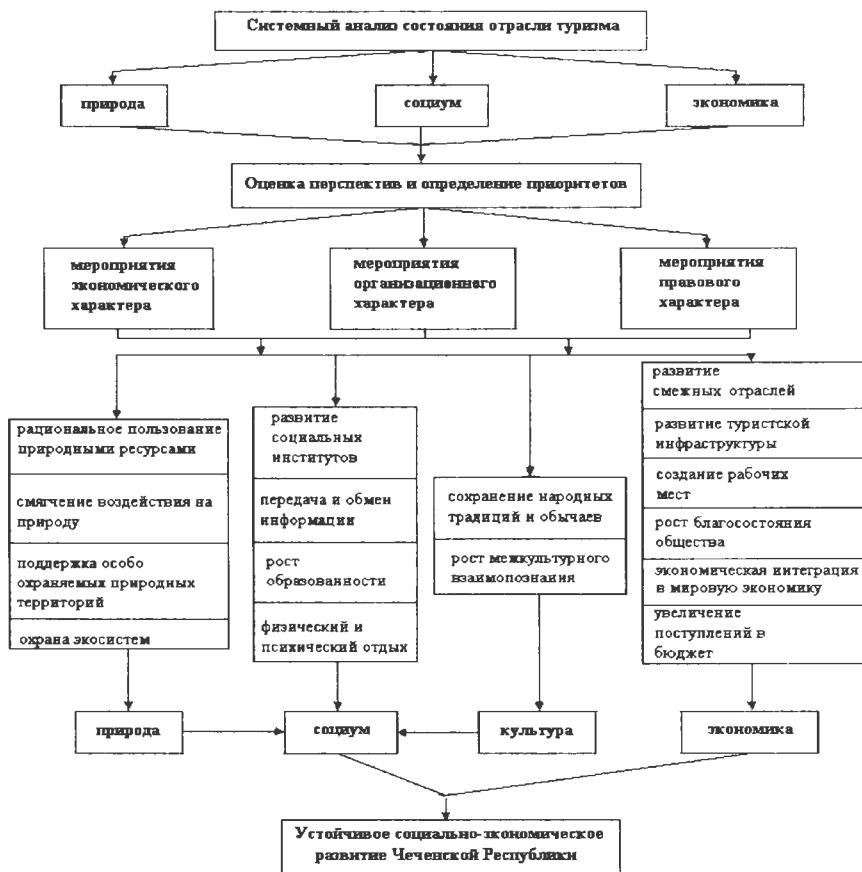 Системный анализ состояния отрасли туризма
природа
социум
экономика
Оценка перспектив и определение приоритетов
мероприятия
экономического
характера
мероприятия
организационного
характера
мероприятия
правового
характера
рациональное пользование
природными ресурсами
смягчение воздействия на
природу
поддержка особо
охраняемых природных
территорий
охрана экосистем
развитие
социальных
институтов
передача и обмен
информации
рост
образованности
физический и
психический отдых
сохранение народных
традиций и обычаев
рост межкультурного
взаимопознания
развитие
смежных отраслей
развитие туристской
инфраструктуры
создание рабочих
мест
рост благосостояния
общества
экономическая интеграция
в мировую экономику
увеличение
поступлений в
бюджет
природа
социум
культура
экономика
Устойчивое социально-экономическое
развитие Чеченской Республики